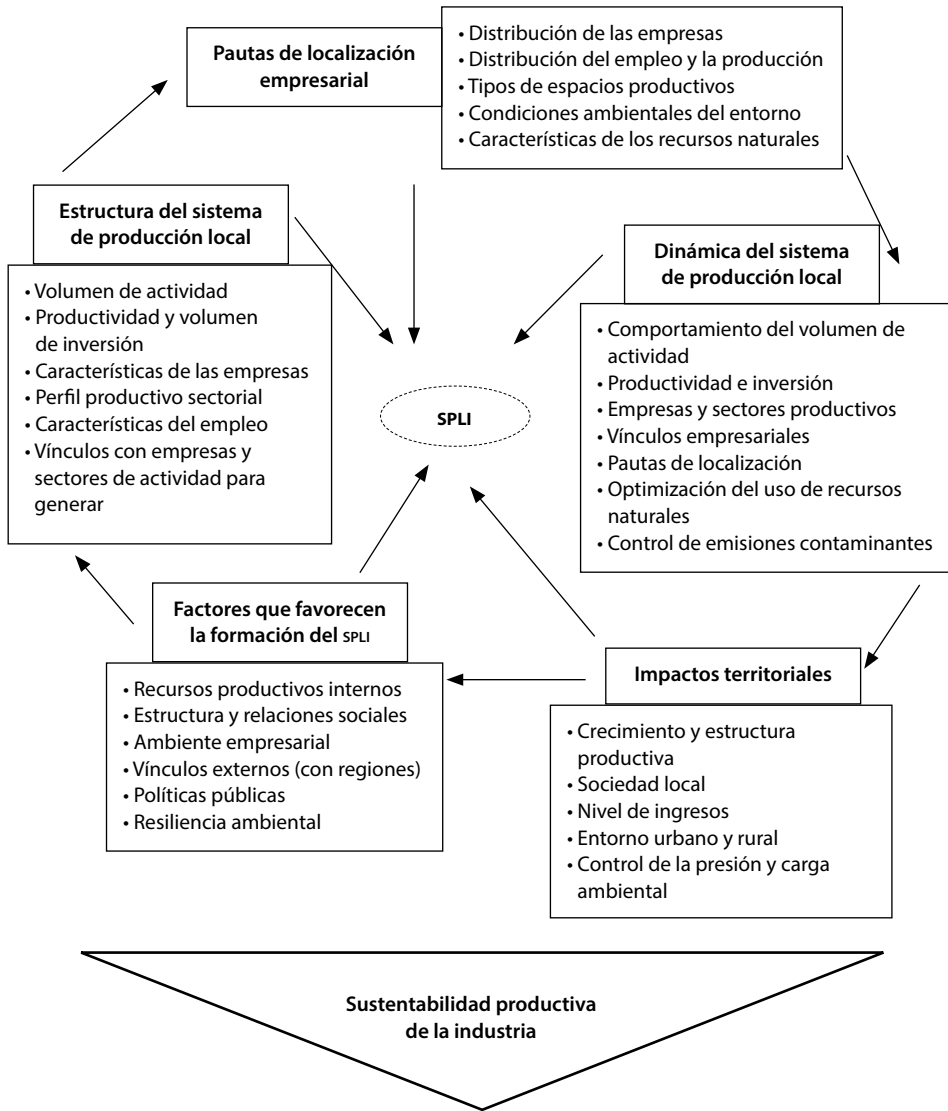 Pautas de localización
empresarial
• Distribución de las empresas
• Distribución del empleo y la producción
• Tipos de espacios productivos
• Condiciones ambientales del entorno
• Características de los recursos naturales
Estructura del sistema
de producción local
• Volumen de actividad
• Productividad y volumen
de inversión
• Características de las empresas
• Perfil productivo sectorial
• Características del empleo
• Vínculos con empresas y
sectores de actividad para
generar
Dinámica del sistema
de producción local
• Comportamiento del volumen de
actividad
• Productividad e inversión
• Empresas y sectores productivos
• Vínculos empresariales
• Pautas de localización
• Optimización del uso de recursos
naturales
• Control de emisiones contaminantes
SPLI
Factores que favorecen
la formación del SPLI
• Recursos productivos internos
• Estructura y relaciones sociales
• Ambiente empresarial
• Vínculos externos (con regiones)
• Políticas públicas
• Resiliencia ambiental
Impactos territoriales
• Crecimiento y estructura
productiva
• Sociedad local
• Nivel de ingresos
• Entorno urbano y rural
• Control de la presión y carga
ambiental
Sustentabilidad productiva
de la industria